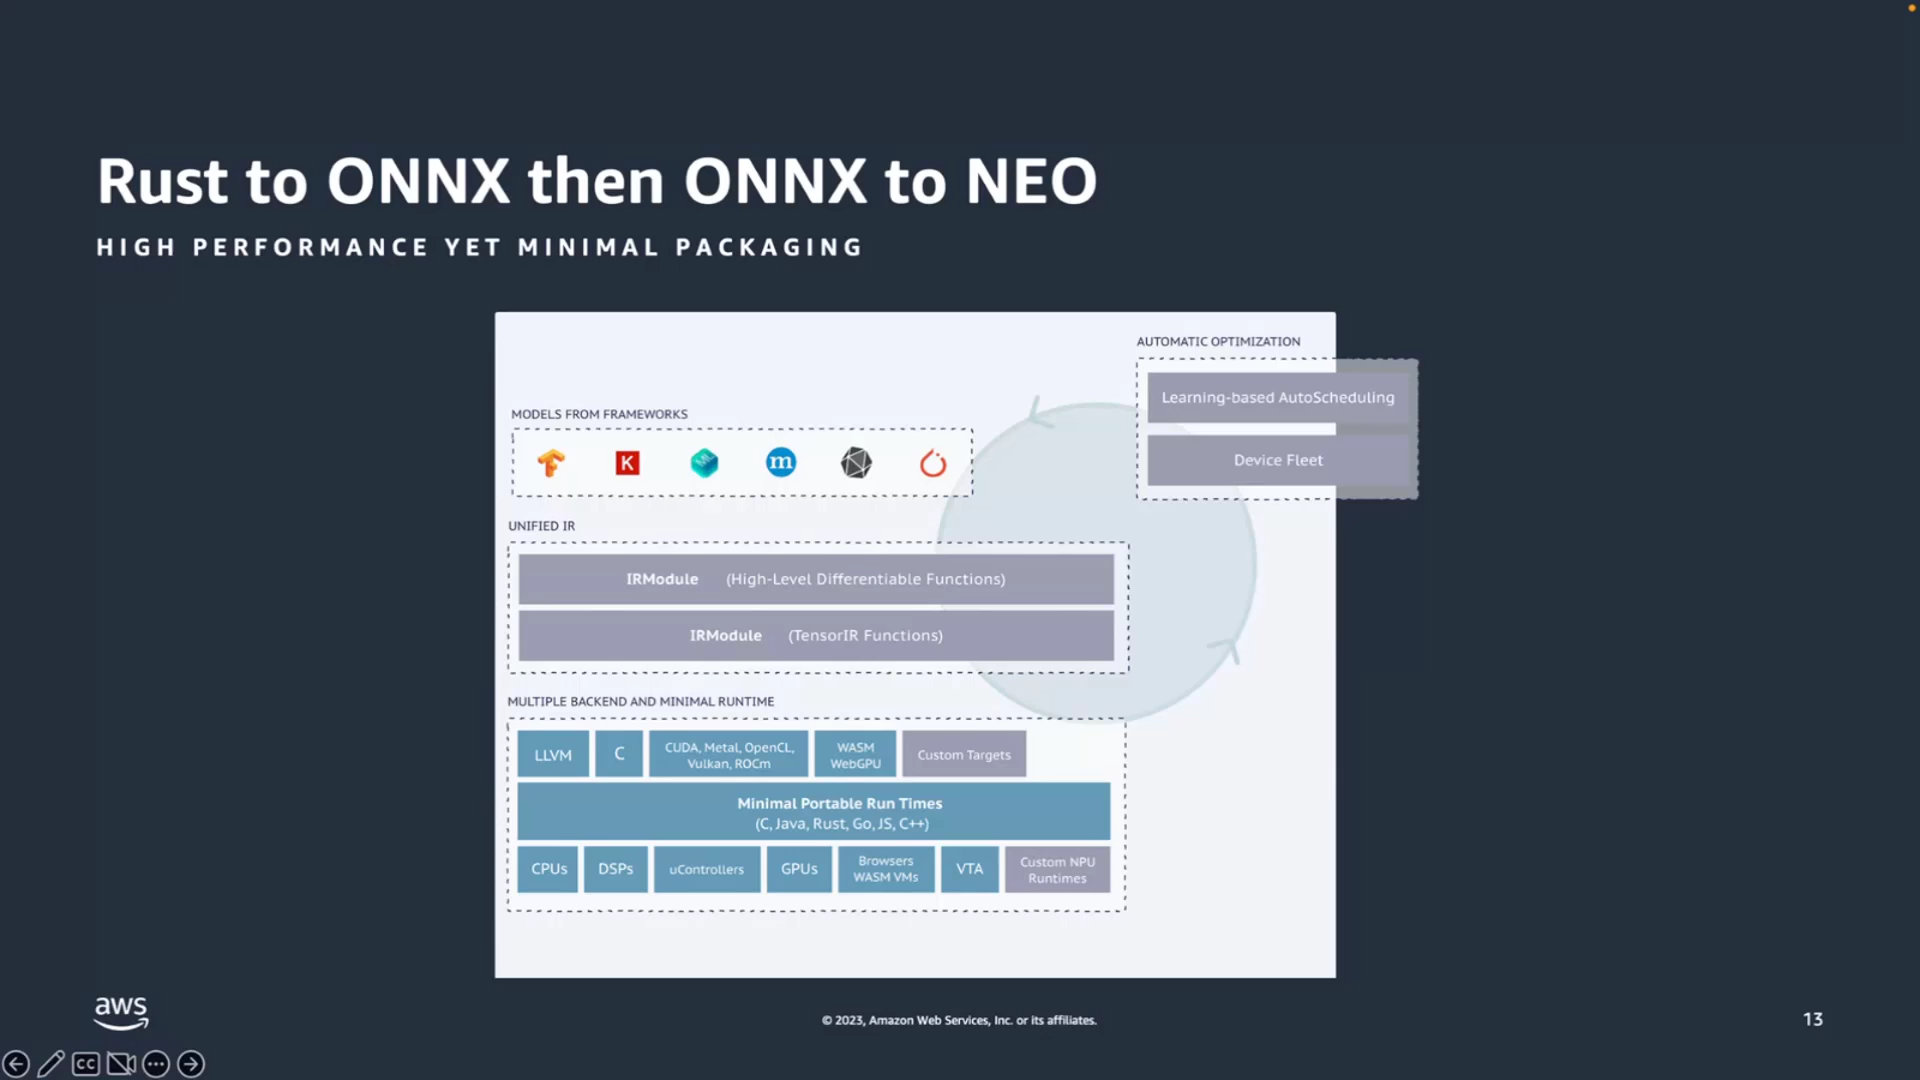 Rust to ONNX then ONNX to NEO
HIGH PERFORMANCE YET MINIMAL PACKAGING
AUTOMATIC OPTIMIZATION
Learning-based AutoScheduling
Device Fleet
MODELS FROM FRAMEWORKS
K
m
UNIFIED IR
IRModule (High-Level Differentiable Functions)
IRModule (TensorIR Functions)
MULTIPLE BACKEND AND MINIMAL RUNTIME
LLVM
C
CUDA, Metal, OpenCL,
Vulkan, ROCm
WASM
WebGPU
Custom Targets
Minimal Portable Run Times
(C, Java, Rust, Go, JS, C++)
CPUs
DSPs
uControllers
GPUs
Browsers
WASM VMs
VTA
Custom NPU
Runtimes
aws
© 2023, Amazon Web Services, Inc. or its affiliates.
13
CC